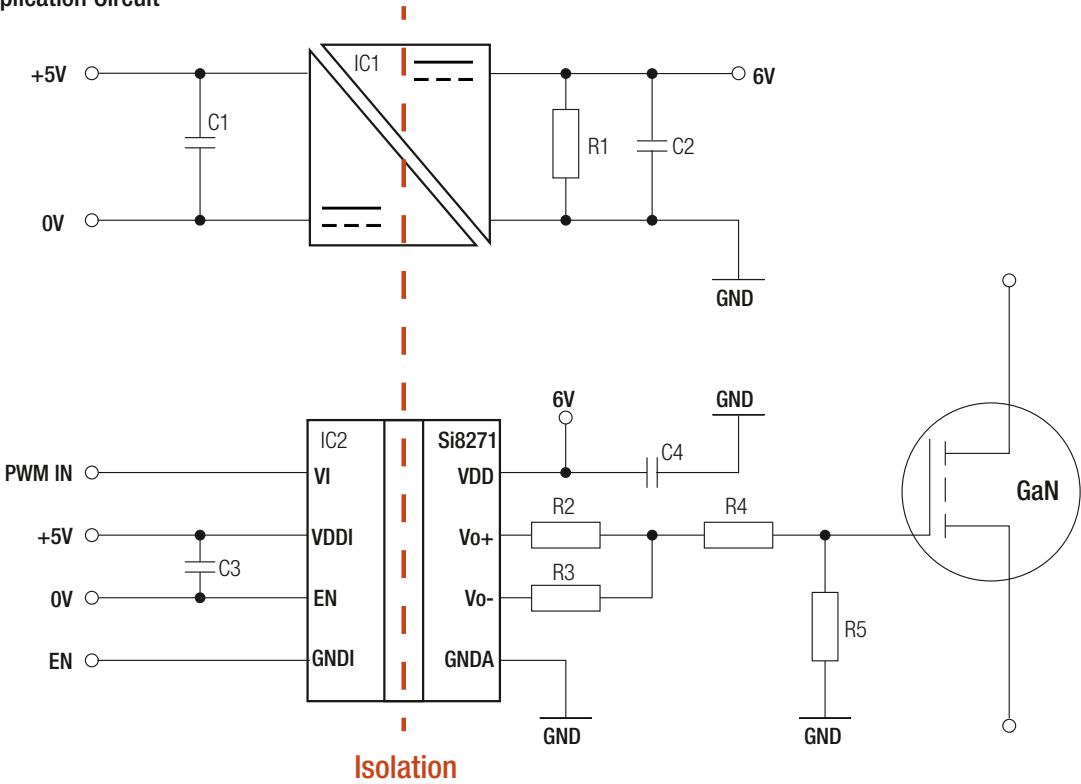 plication Circuit
IC1
+5V
6V
C1
R1
C2
0V
GND
6V
GND
IC2
Si8271
C4
PWM IN
VI
VDD
R2
R4
GaN
+5V
VDDI
Vo+
C3
R3
0V
EN
Vo-
R5
EN
GNDI
GNDA
GND
GND
Isolation